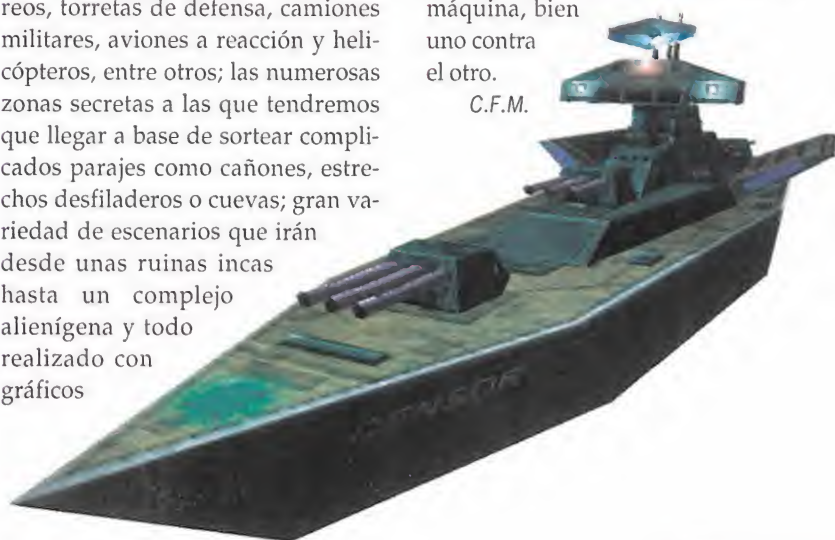 reos, torretas de defensa, camiones
militares, aviones a reacción y heli-
cópteros, entre otros; las numerosas
zonas secretas a las que tendremos
que llegar a base de sortear compli-
cados parajes como cañones, estre-
chos desfiladeros o cuevas; gran va-
riedad de escenarios que irán
desde unas ruinas incas
hasta un complejo
alienígena y todo
realizado con
gráficos
máquina, bien
uno contra
el otro.
C.F.M.